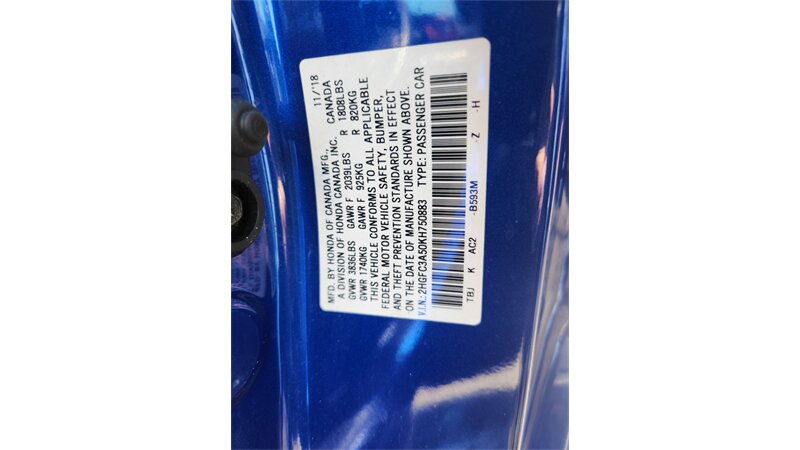 MFD. BY HONDA OF CANADA MFG., 11/'18
A DIVISION OF HONDA CANADA INC. CANADA
GVWR 3836LBS GAWR F 2039LBS R 1808LBS
GVWR 1740KG GAWR F 925KG R 820KG
THIS VEHICLE CONFORMS TO ALL APPLICABLE
FEDERAL MOTOR VEHICLE SAFETY, BUMPER,
AND THEFT PREVENTION STANDARDS IN EFFECT
ON THE DATE OF MANUFACTURE SHOWN ABOVE.
V.I.N.:2HGFC3A50KH750883 TYPE: PASSENGER CAR
TBJ K AC2 -B593M -Z -H